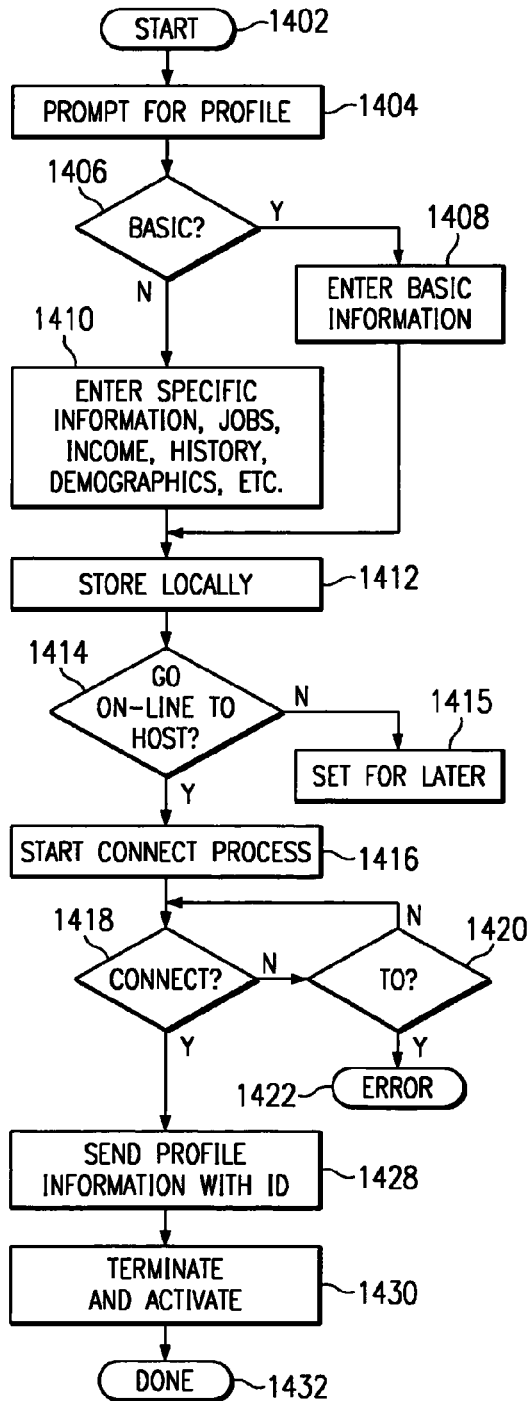 START
1402
PROMPT FOR PROFILE
1404
1406
BASIC?
Y
N
1408
ENTER BASIC
INFORMATION
1410
ENTER SPECIFIC
INFORMATION, JOBS,
INCOME, HISTORY,
DEMOGRAPHICS, ETC.
STORE LOCALLY
1412
1414
GO
ON-LINE TO
HOST?
N
Y
1415
SET FOR LATER
START CONNECT PROCESS
1416
1418
CONNECT?
N
Y
N
1420
TO?
Y
1422
ERROR
SEND PROFILE
INFORMATION WITH ID
1428
TERMINATE
AND ACTIVATE
1430
DONE
1432